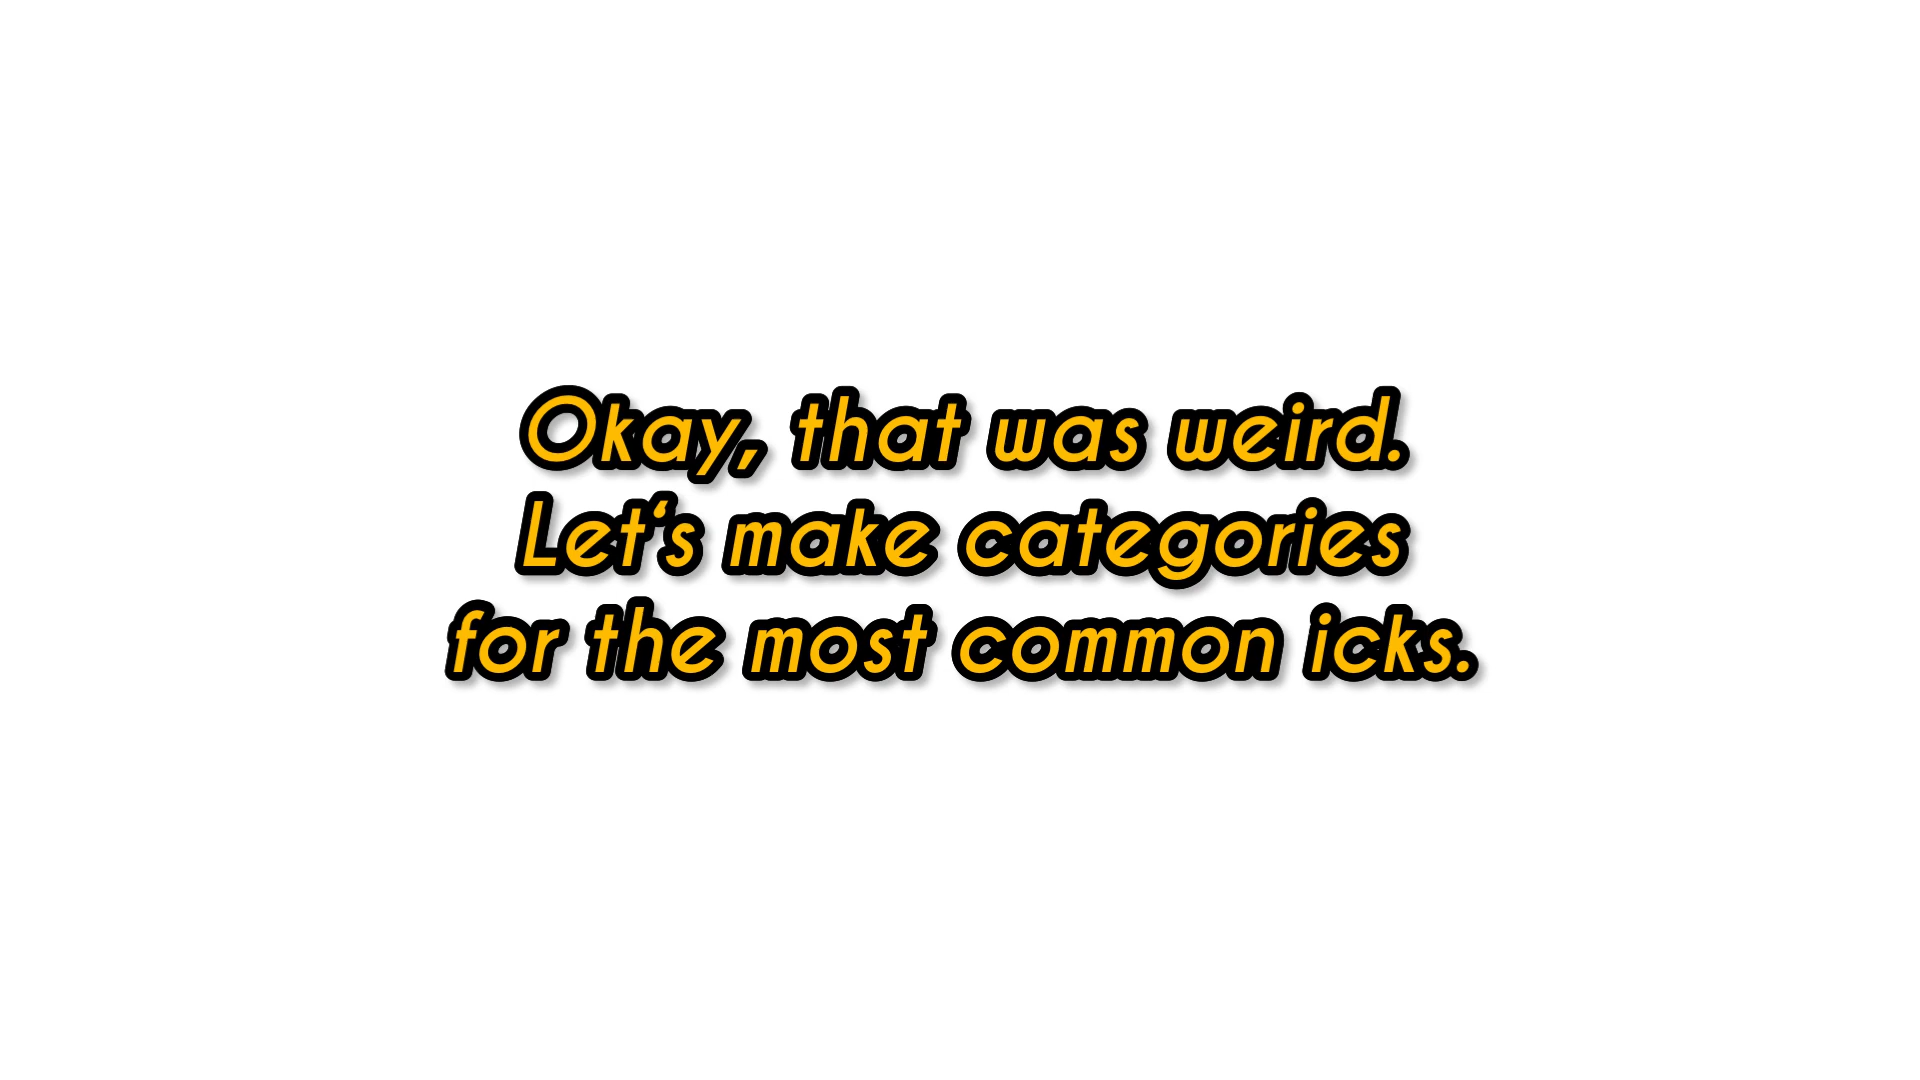 Okay, that was weird.
Let‘s make categories
for the most common icks.